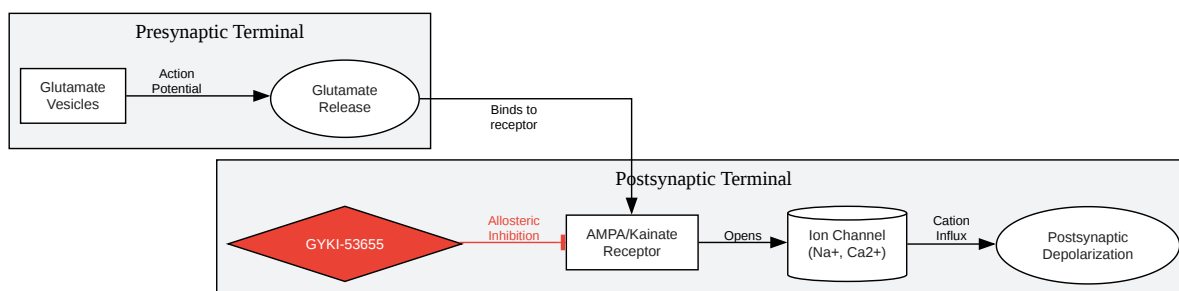 Presynaptic Terminal
Glutamate
Vesicles
Action
Potential
Glutamate
Release
Binds to
receptor
Postsynaptic Terminal
GYKI-53655
Allosteric
Inhibition
AMPA/Kainate
Receptor
Opens
Ion Channel
(Na+, Ca2+)
Cation
Influx
Postsynaptic
Depolarization